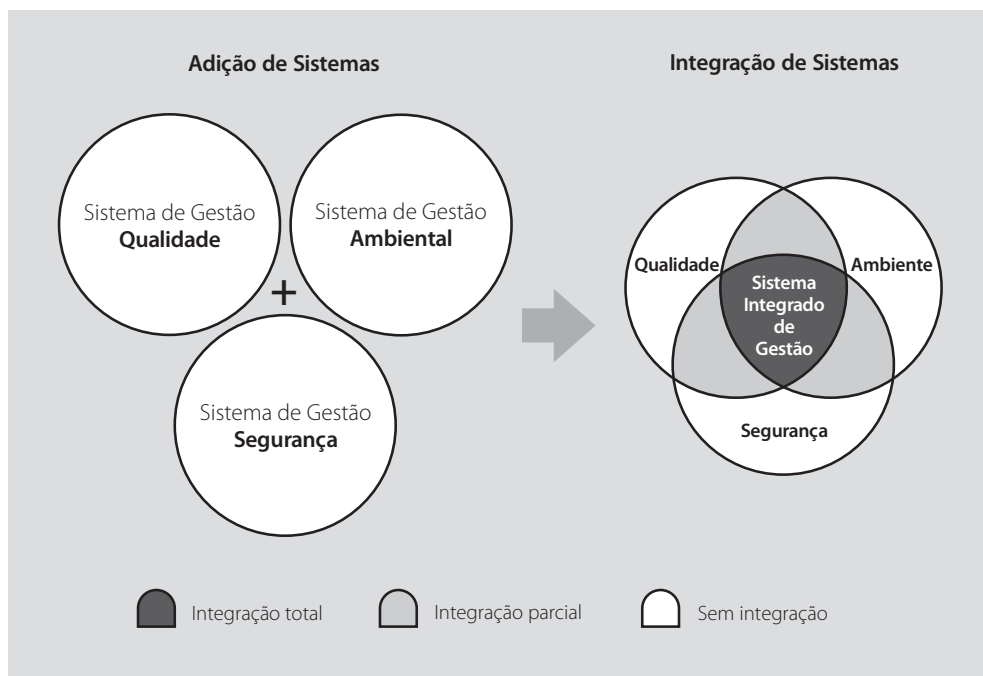 Adição de Sistemas
Integração de Sistemas
Sistema de Gestão
Qualidade
Sistema de Gestão
Ambiental
+
Sistema de Gestão
Segurança
Qualidade
Ambiente
Sistema
Integrado
de
Gestão
Segurança
Integração total
Integração parcial
Sem integração